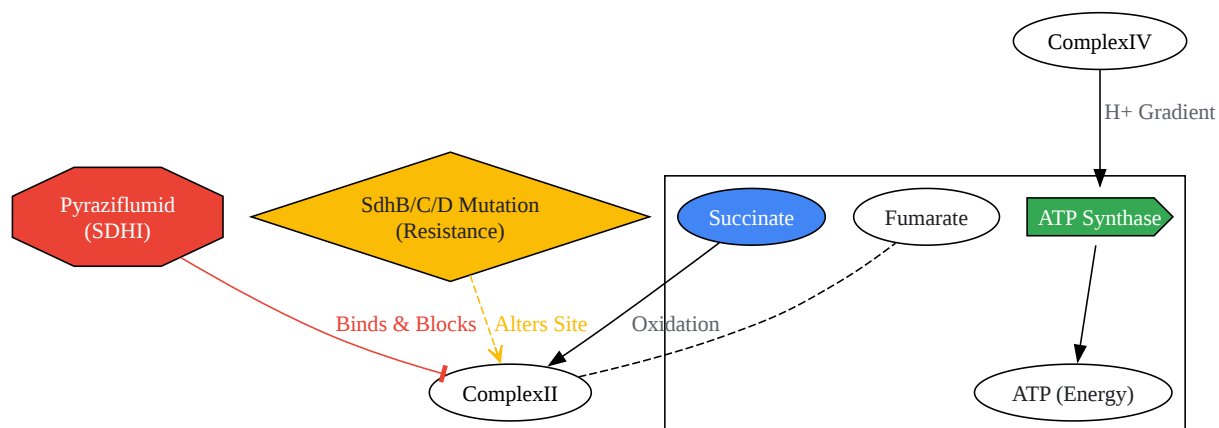 ComplexIV
H+ Gradient
Pyraziflumid
(SDHI)
SdhB/C/D Mutation
(Resistance)
Succinate
Fumarate
ATP Synthase
Binds & Blocks
Alters Site
Oxidation
ComplexII
ATP (Energy)